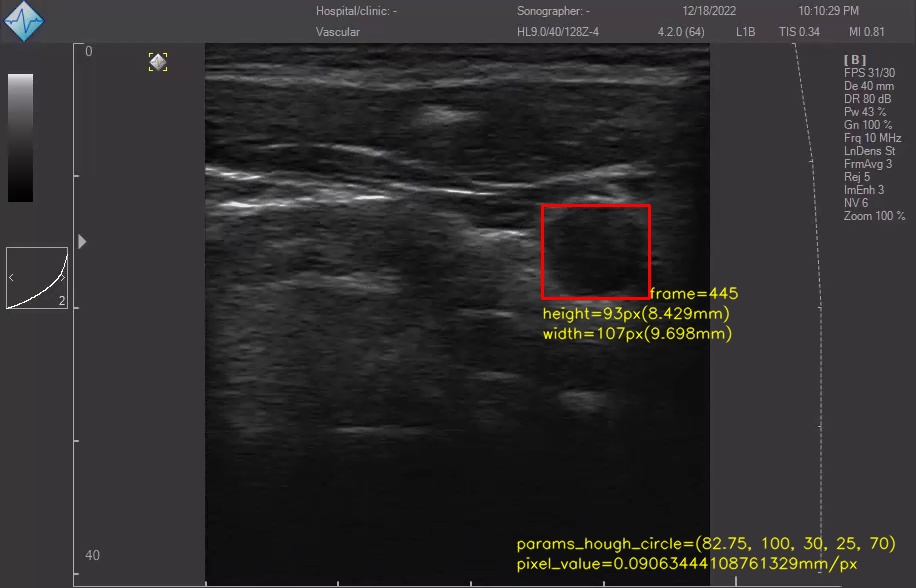 Hospital/clinic: - Sonographer: - 12/18/2022 10:10:29 PM
Vascular HL9.0/40/128Z-4 4.2.0 (64) L1B TIS 0.34 MI 0.81
0
[ B ]
FPS 31/30
De 40 mm
DR 80 dB
Pw 43 %
Gn 100 %
Frq 10 MHz
LnDens St
FrmAvg 3
Rej 5
ImEnh 3
NV 6
Zoom 100 %
2
frame=445
height=93px(8.429mm)
width=107px(9.698mm)
params_hough_circle=(82.75, 100, 30, 25, 70)
40
pixel_value=0.09063444108761329mm/px